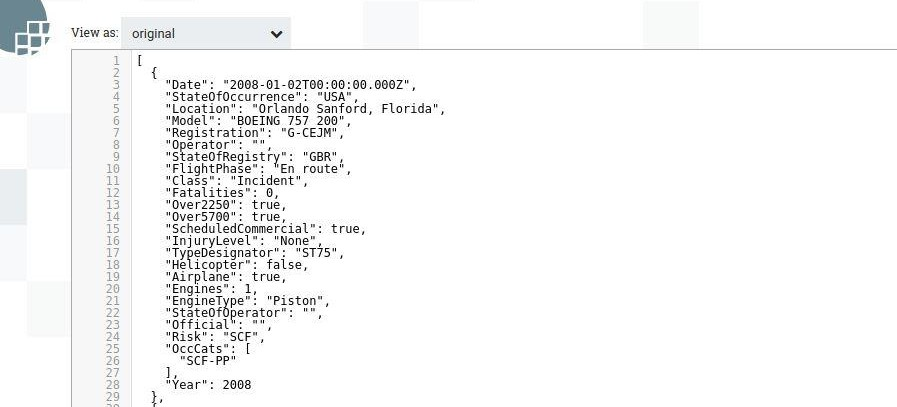 View as: original
1 [
2 {
3 "Date": "2008-01-02T00:00:00.000Z",
4 "StateOfOccurrence": "USA",
5 "Location": "Orlando Sanford, Florida",
6 "Model": "BOEING 757 200",
7 "Registration": "G-CEJM",
8 "Operator": "",
9 "StateOfRegistry": "GBR",
10 "FlightPhase": "En route",
11 "Class": "Incident",
12 "Fatalities": 0,
13 "Over2250": true,
14 "Over5700": true,
15 "ScheduledCommercial": true,
16 "InjuryLevel": "None",
17 "TypeDesignator": "ST75",
18 "Helicopter": false,
19 "Airplane": true,
20 "Engines": 1,
21 "EngineType": "Piston",
22 "StateOfOperator": "",
23 "Official": "",
24 "Risk": "SCF",
25 "OccCats": [
26 "SCF-PP"
27 ],
28 "Year": 2008
29 },